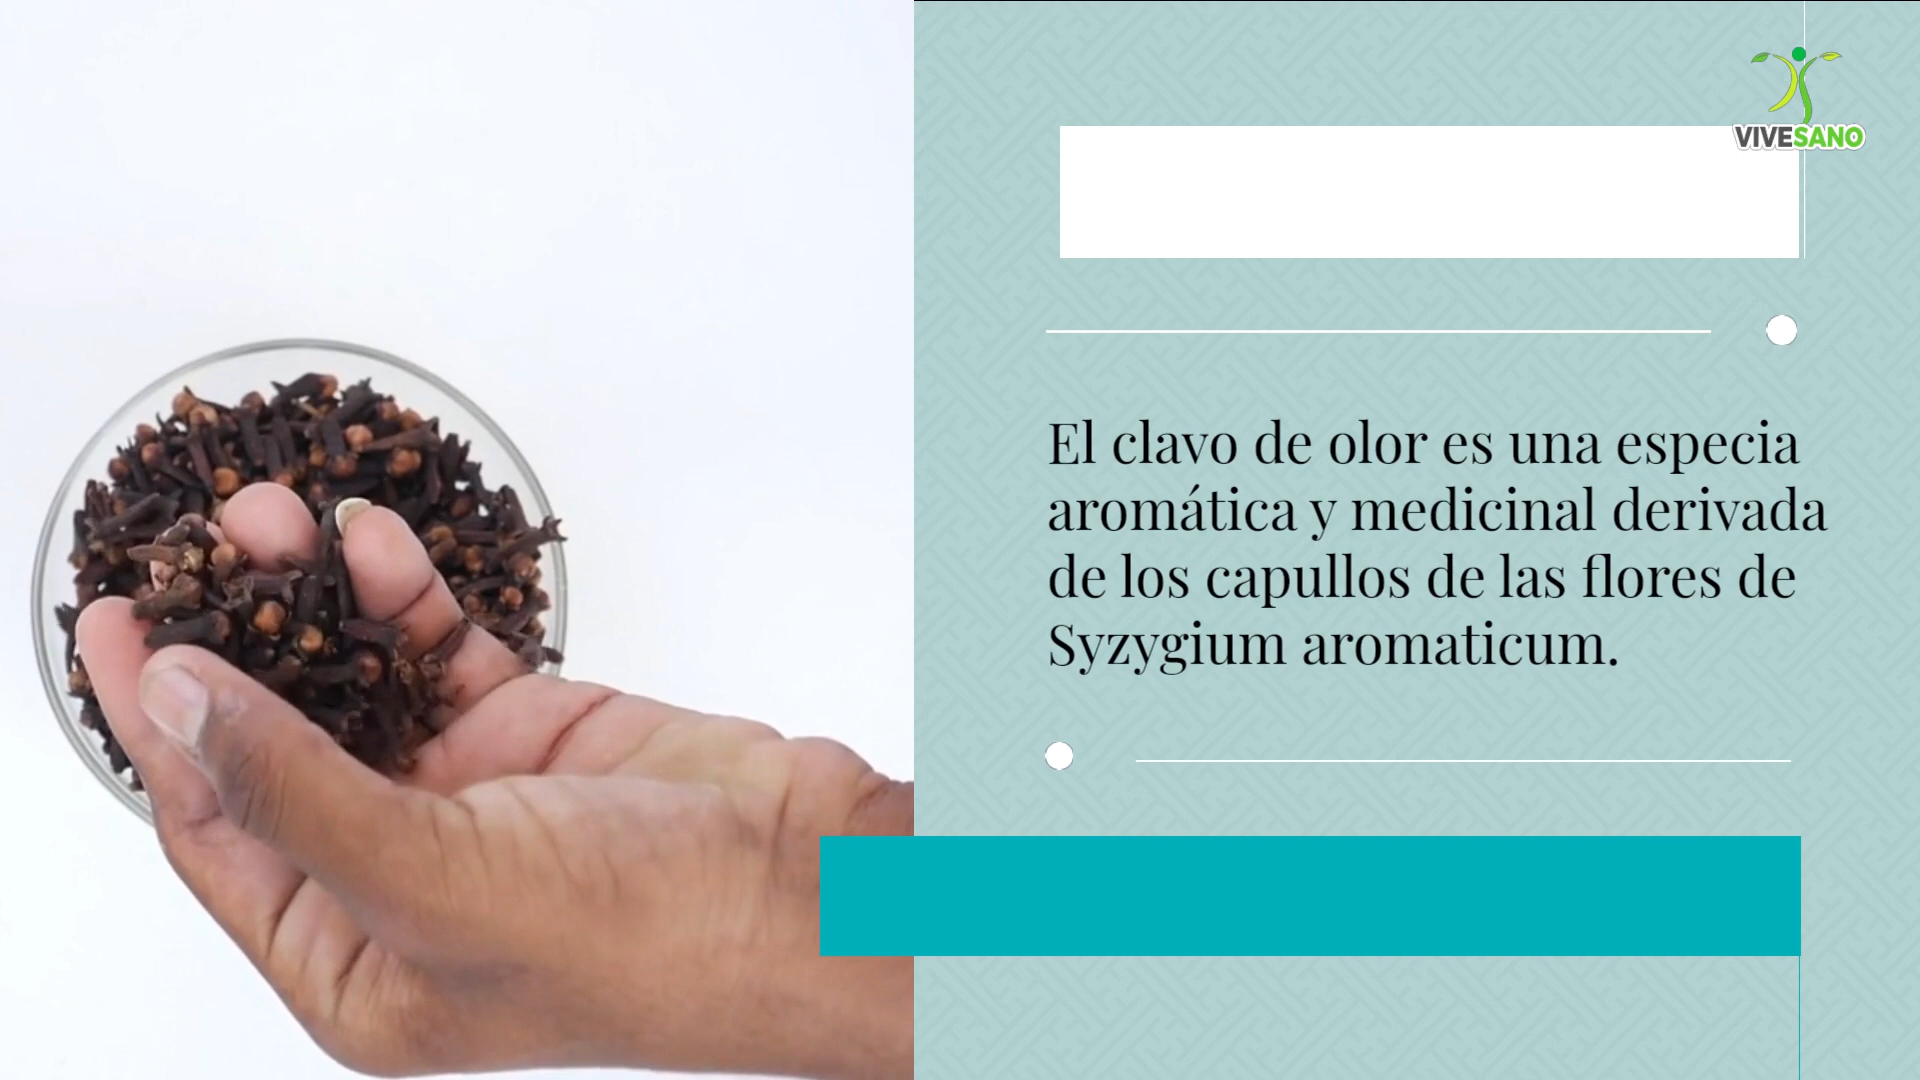 VIVESANO
El clavo de olor es una especia
aromática y medicinal derivada
de los capullos de las flores de
Syzygium aromaticum.